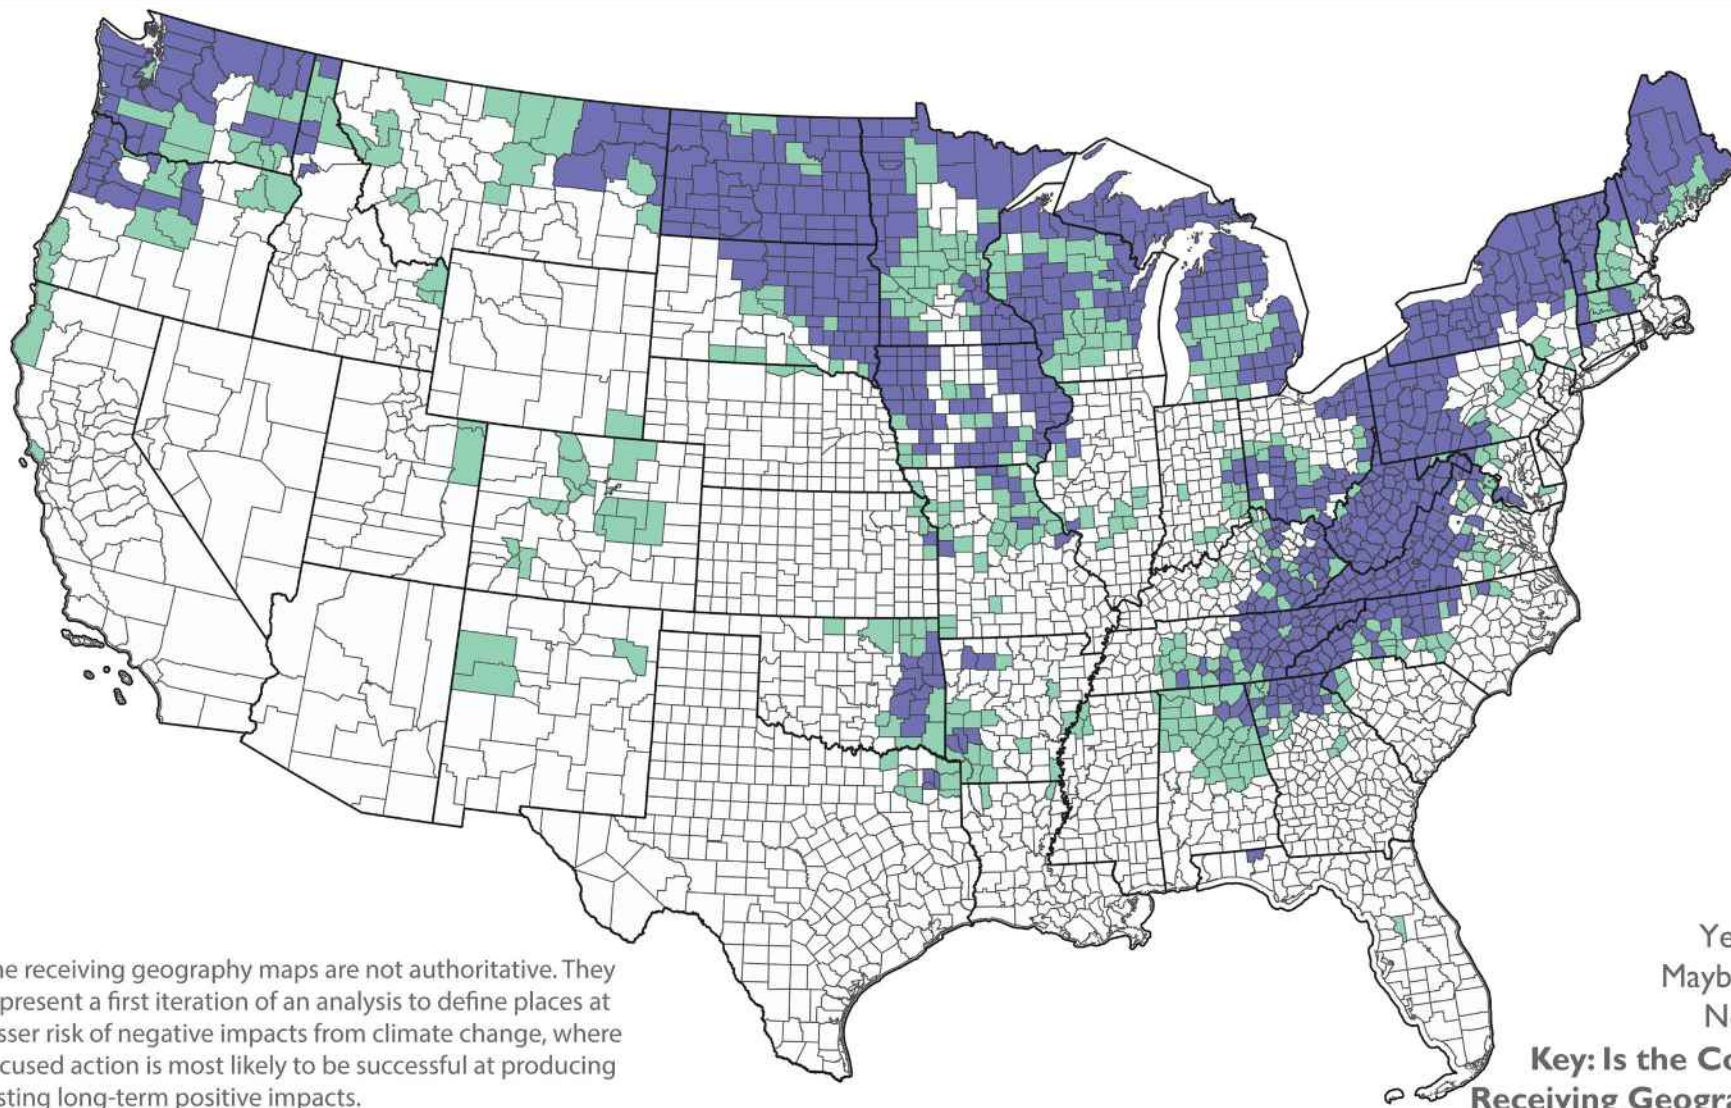 he receiving geography maps are not authoritative. They
present a first iteration of an analysis to define places at
sser risk of negative impacts from climate change, where
cused action is most likely to be successful at producing
sting long-term positive impacts.
Ye
Mayb
N
Key: Is the Co
Receiving Geogra